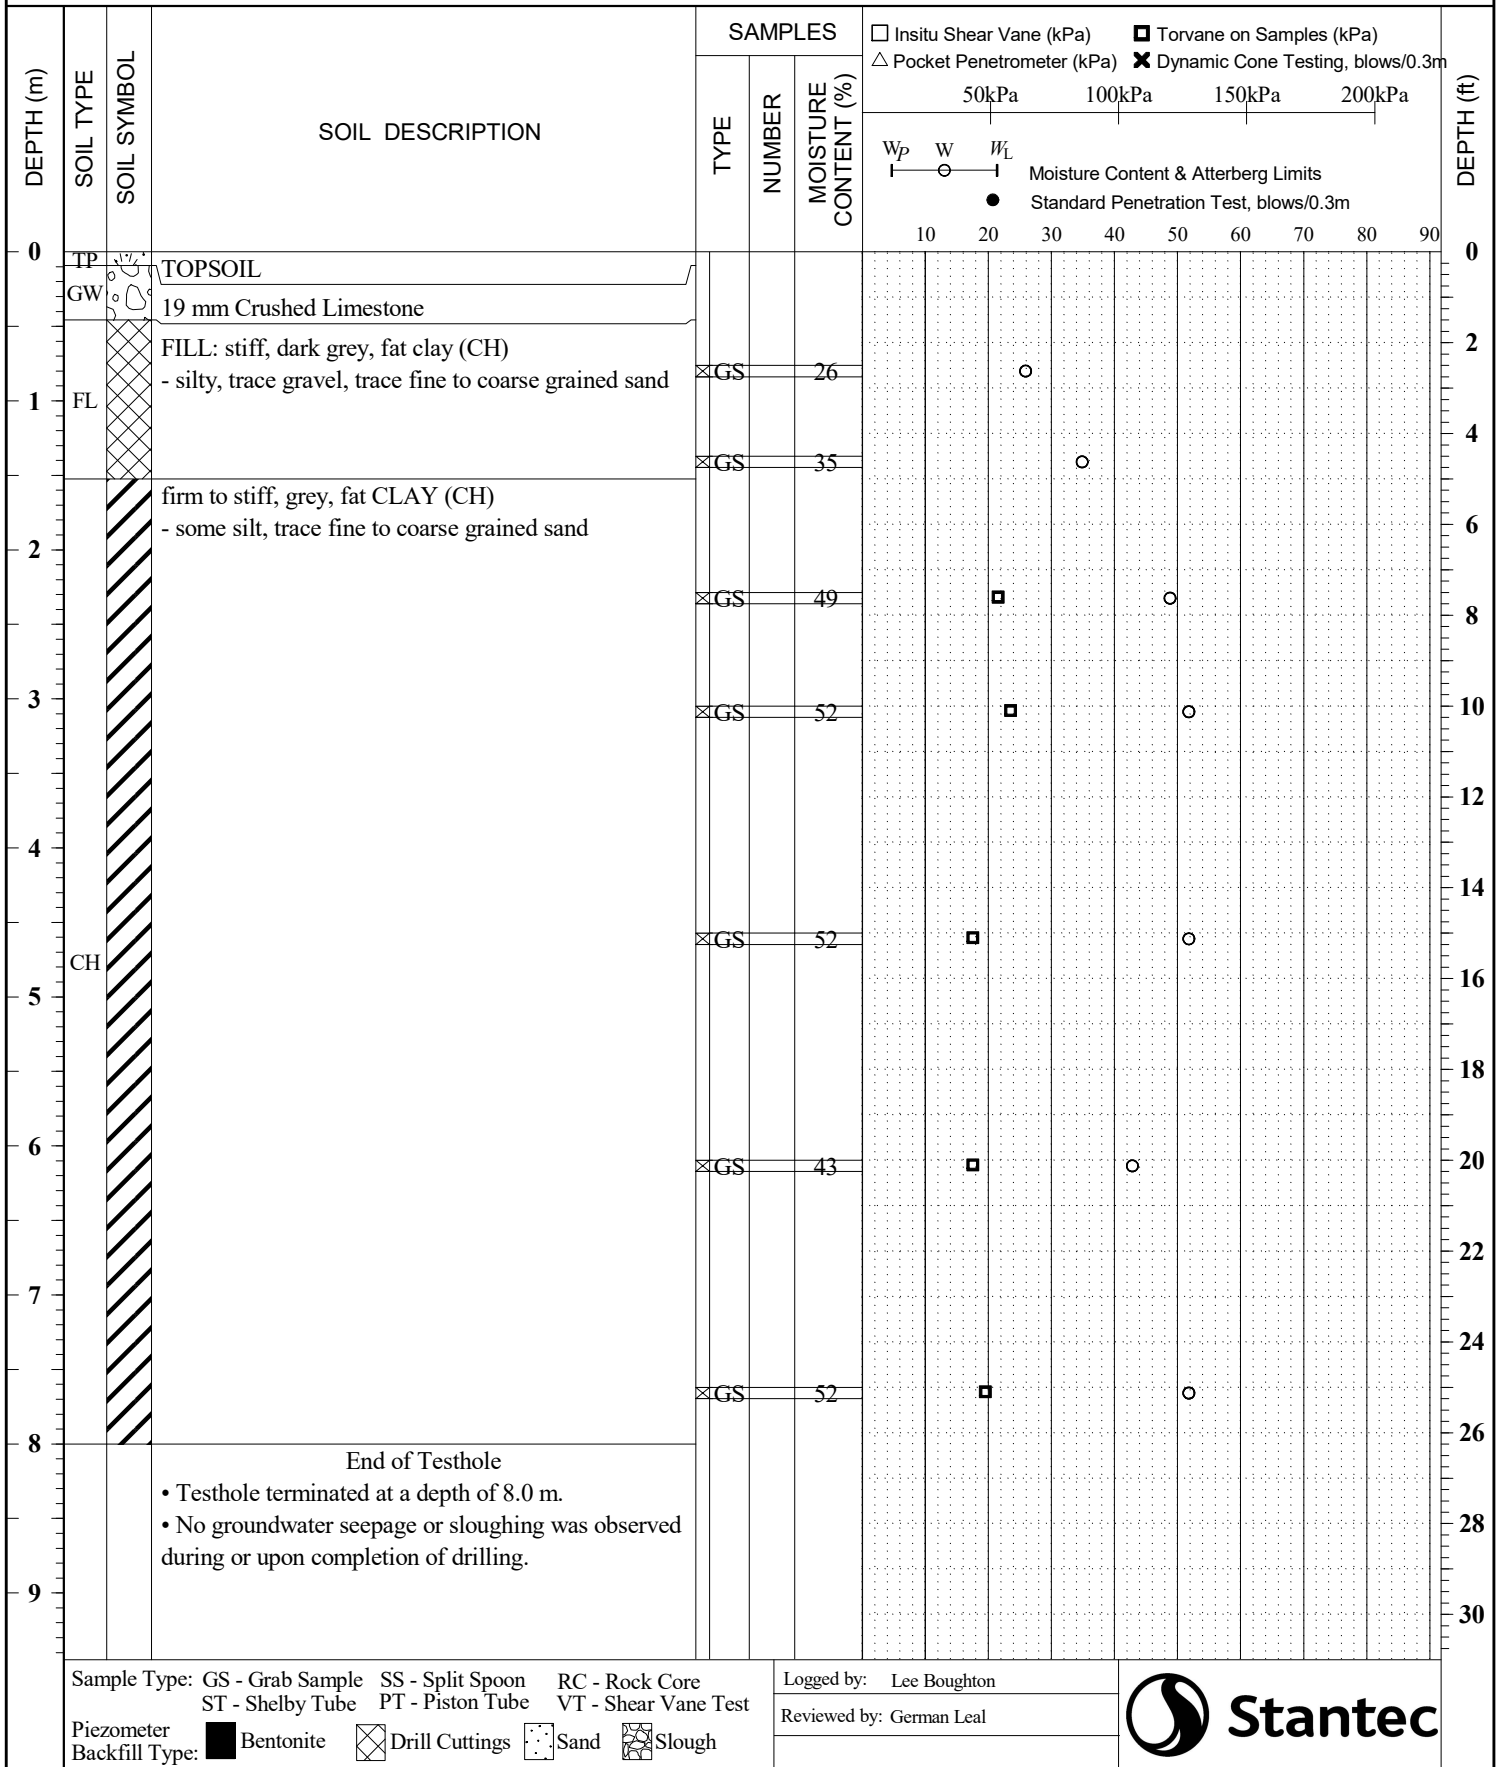 SAMPLES
□ Insitu Shear Vane (kPa) □ Torvane on Samples (kPa)
△ Pocket Penetrometer (kPa) ✖ Dynamic Cone Testing, blows/0.3m
DEPTH (m)
SOIL TYPE
SOIL SYMBOL
SOIL DESCRIPTION
TYPE
NUMBER
MOISTURE CONTENT (%)
50kPa 100kPa 150kPa 200kPa
DEPTH (ft)
WP W WL
Moisture Content & Atterberg Limits
● Standard Penetration Test, blows/0.3m
10 20 30 40 50 60 70 80 90
0 TP TOPSOIL 0
GW 19 mm Crushed Limestone
FILL: stiff, dark grey, fat clay (CH) 2
- silty, trace gravel, trace fine to coarse grained sand GS 26
1 FL
4
GS 35
firm to stiff, grey, fat CLAY (CH)
- some silt, trace fine to coarse grained sand 6
2
GS 49
8
3 10
GS 52
12
4
14
GS 52
CH
16
5
18
6 20
GS 43
22
7
24
GS 52
8 26
End of Testhole
• Testhole terminated at a depth of 8.0 m.
• No groundwater seepage or sloughing was observed 28
during or upon completion of drilling.
9
30
Sample Type: GS - Grab Sample SS - Split Spoon RC - Rock Core
ST - Shelby Tube PT - Piston Tube VT - Shear Vane Test
Piezometer
Backfill Type: Bentonite Drill Cuttings Sand Slough
Logged by: Lee Boughton
Reviewed by: German Leal
Stantec